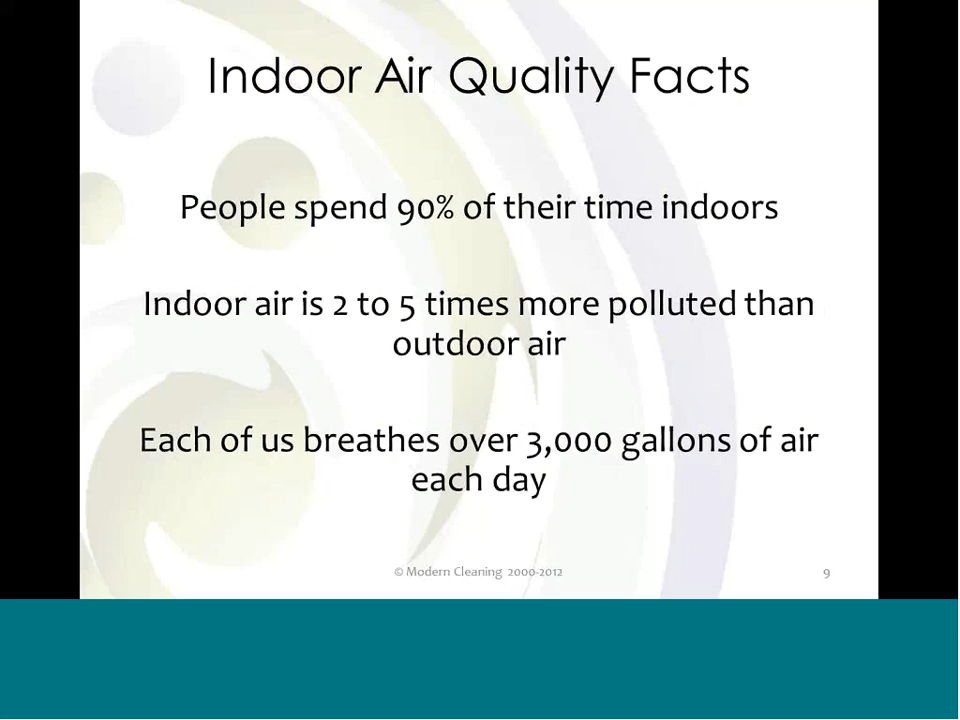 Indoor Air Quality Facts
People spend 90% of their time indoors
Indoor air is 2 to 5 times more polluted than
outdoor air
Each of us breathes over 3,000 gallons of air
each day
© Modern Cleaning 2000-2012
9